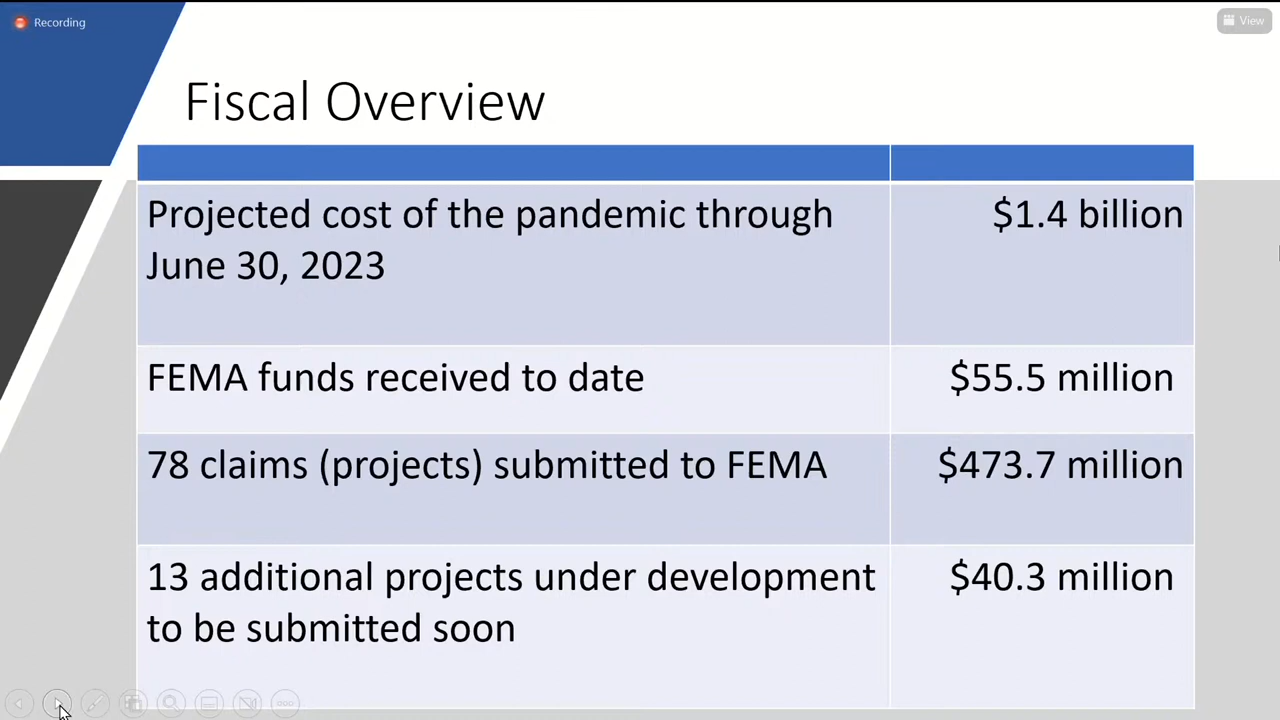 Recording
View
Fiscal Overview
Projected cost of the pandemic through
June 30, 2023
$1.4 billion
FEMA funds received to date
$55.5 million
78 claims (projects) submitted to FEMA
$473.7 million
13 additional projects under development
to be submitted soon
$40.3 million